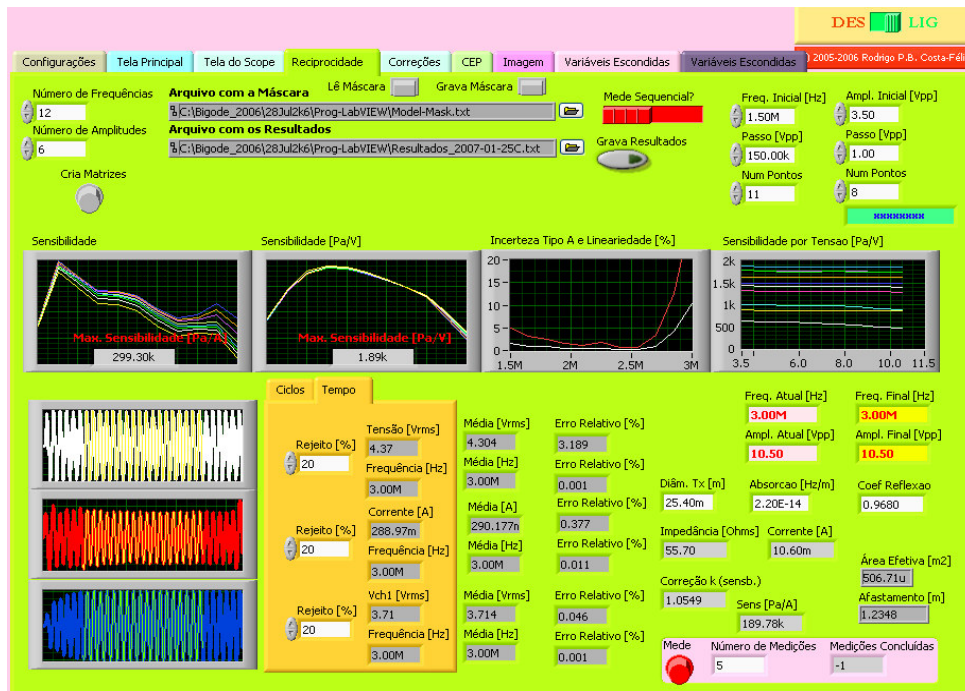 DES LIG
) 2005-2006 Rodrigo P.B. Costa-Féli
Configurações Tela Principal Tela do Scope Reciprocidade Correções CEP Imagem Variáveis Escondidas Variáveis Escondidas
Número de Frequências
12
Número de Amplitudes
6
Cria Matrizes
Lê Máscara Grava Máscara
Arquivo com a Máscara
C:\Bigode_2006\28Jul2k6\Prog-LabVIEW\Model-Mask.txt
Arquivo com os Resultados
C:\Bigode_2006\28Jul2k6\Prog-LabVIEW\Resultados_2007-01-25C.txt
Mede Sequencial?
Grava Resultados
Freq. Inicial [Hz] Ampl. Inicial [Vpp]
1.50M 3.50
Passo [Vpp] Passo [Vpp]
150.00k 1.00
Num Pontos Num Pontos
11 8
xxxxxxxx
Sensibilidade
Max. Sensibilidade [Pa/A]
299.30k
Sensibilidade [Pa/V]
Max. Sensibilidade [Pa/V]
1.89k
Incerteza Tipo A e Lineariedade [%]
20
15
10
5
0
1.5M 2M 2.5M 3M
Sensibilidade por Tensao [Pa/V]
2k
1.5k
1k
500
0
3.5 6.0 8.0 10.0 11.5
Ciclos Tempo
Rejeito [%]
20
Tensão [Vrms]
4.37
Frequência [Hz]
3.00M
Rejeito [%]
20
Corrente [A]
288.97m
Frequência [Hz]
3.00M
Rejeito [%]
20
Vch1 [Vrms]
3.71
Frequência [Hz]
3.00M
Média [Vrms] Erro Relativo [%]
4.304 3.189
Média [Hz] Erro Relativo [%]
3.00M 0.001
Média [A] Erro Relativo [%]
290.177n 0.377
Média [Hz] Erro Relativo [%]
3.00M 0.011
Média [Vrms] Erro Relativo [%]
3.714 0.046
Média [Hz] Erro Relativo [%]
3.00M 0.001
Freq. Atual [Hz] Freq. Final [Hz]
3.00M 3.00M
Ampl. Atual [Vpp] Ampl. Final [Vpp]
10.50 10.50
Diâm. Tx [m] Absorcao [Hz/m] Coef Reflexao
25.40m 2.20E-14 0.9680
Impedância [Ohms] Corrente [A]
55.70 10.60m
Área Efetiva [m2]
506.71u
Correção k (sensb.)
1.0549
Sens [Pa/A]
189.78k
Afastamento [m]
1.2348
Mede Número de Medições Medições Concluídas
5 -1